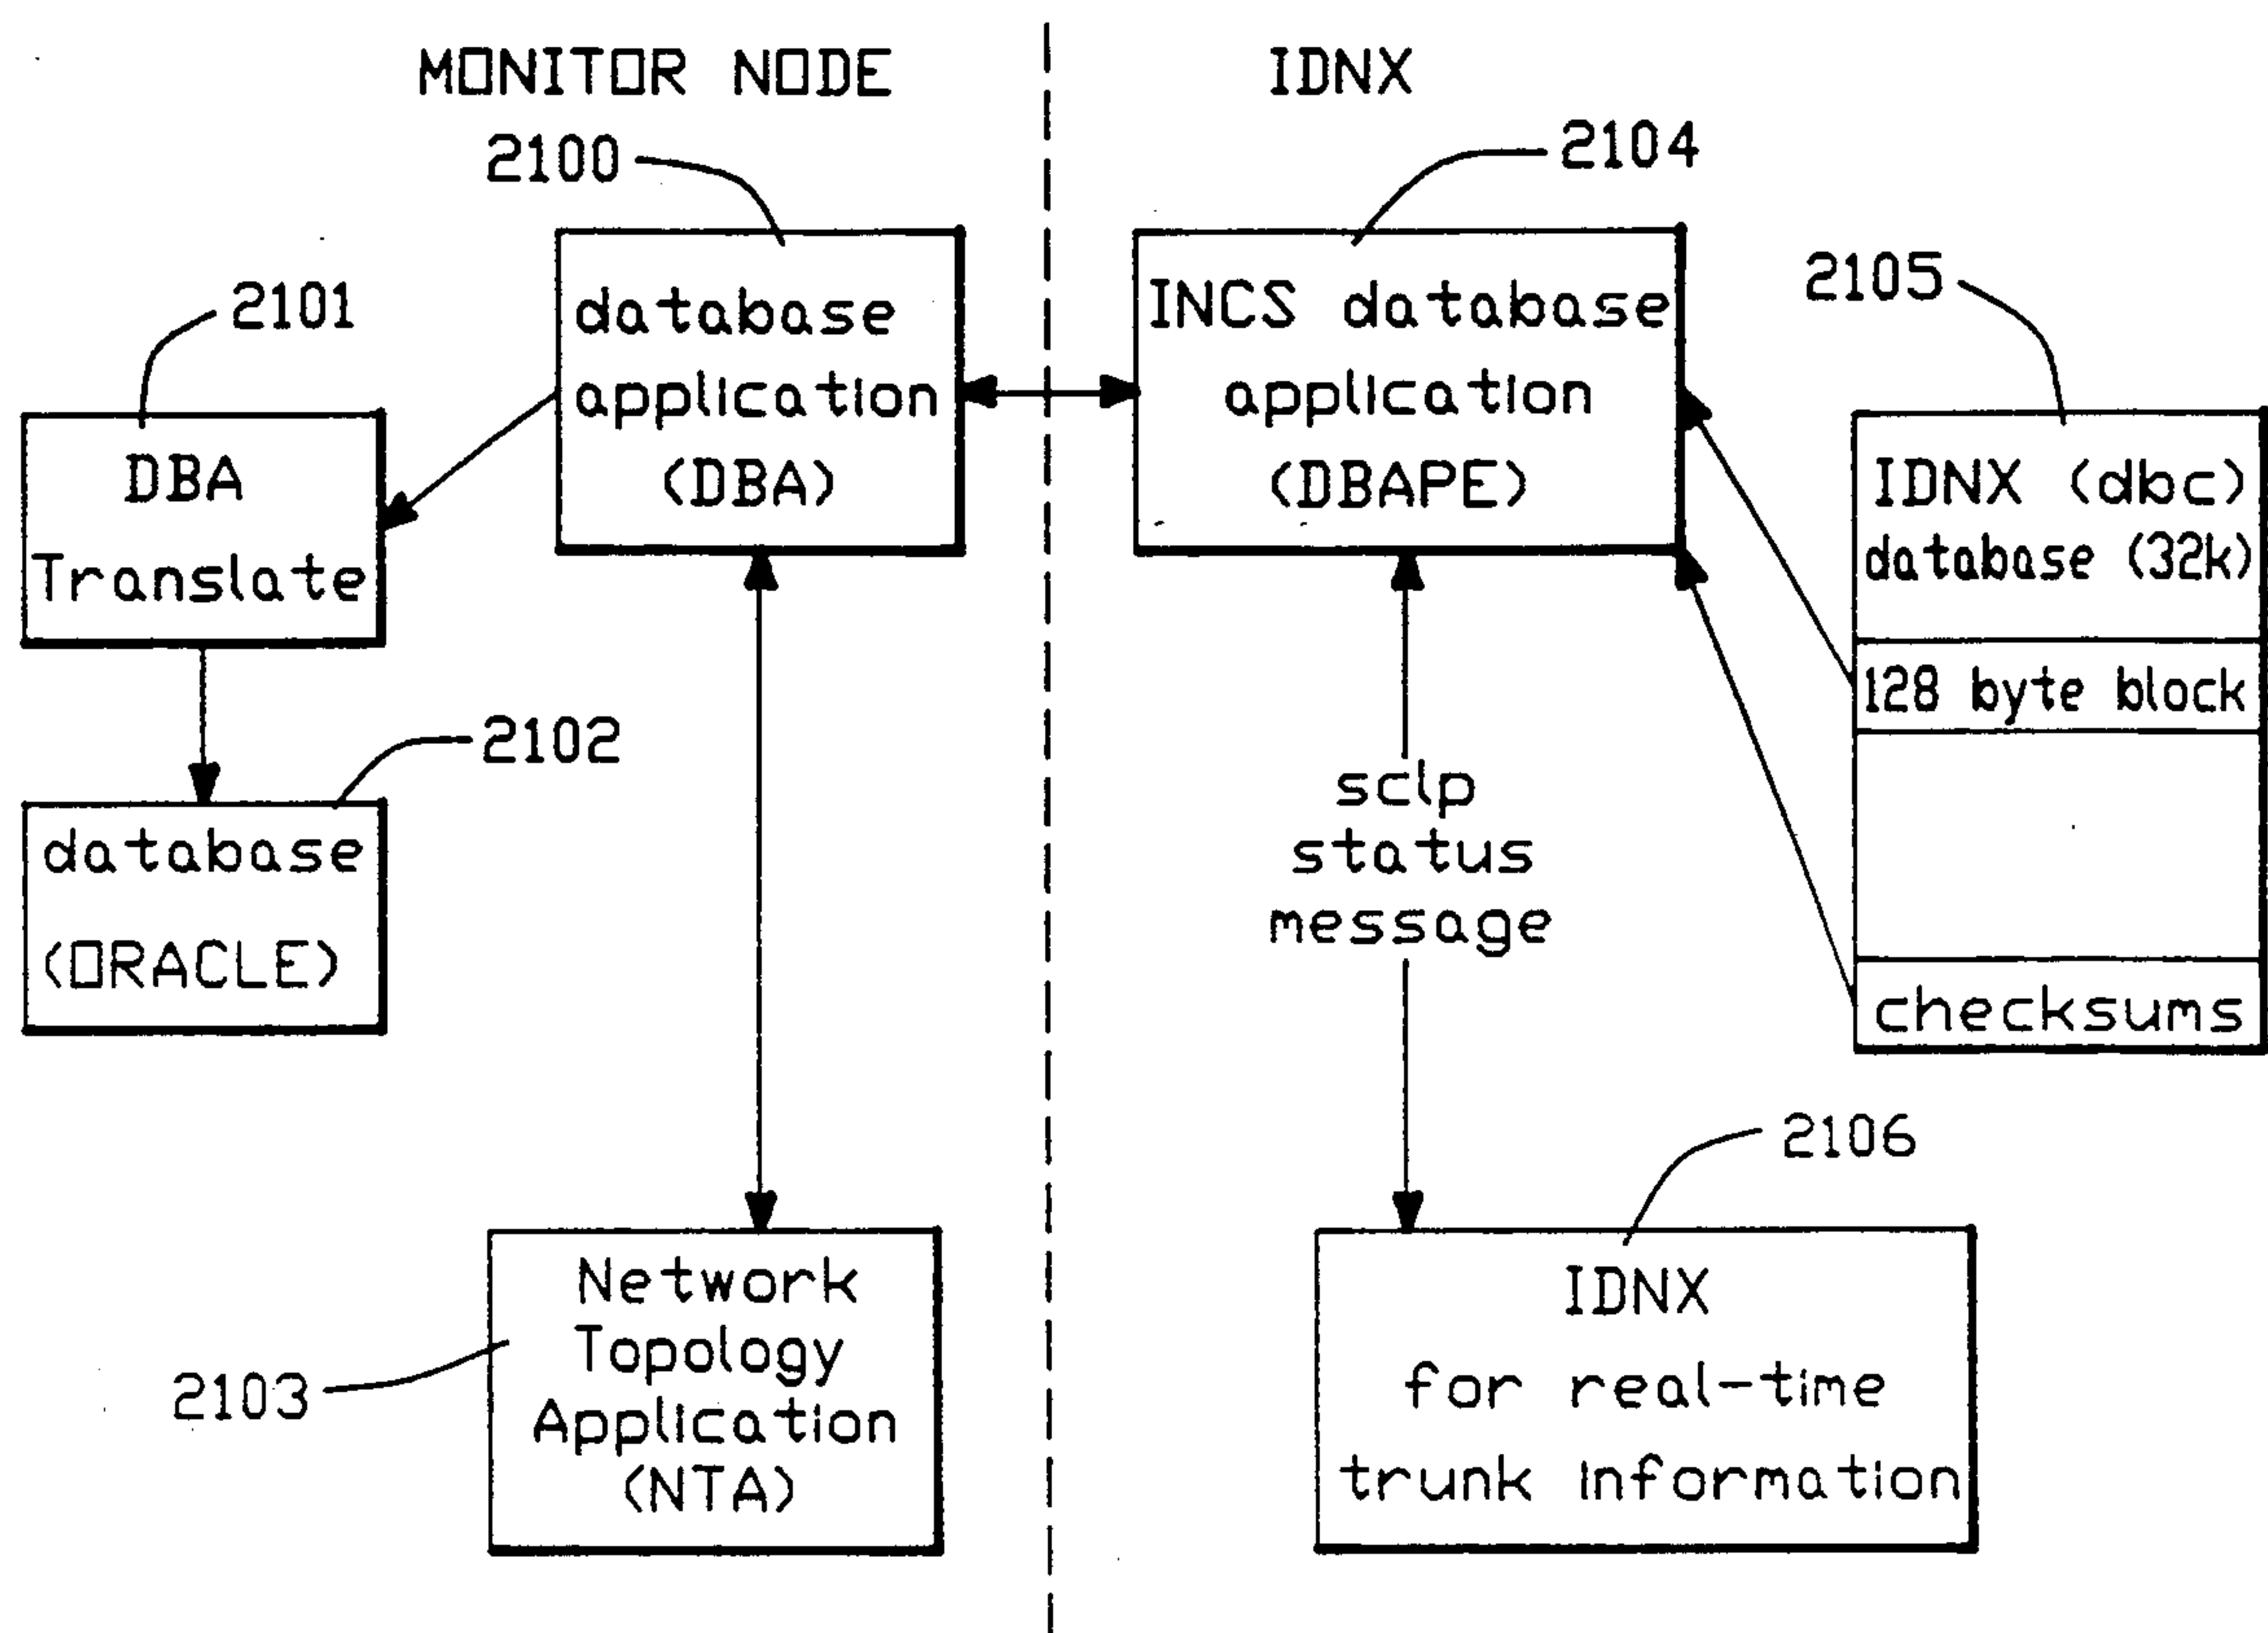 MONITOR NODE
IDNX
2100
2104
2101
2105
database
application
(DBA)
INCS database
application
(DBAPE)
DBA
Translate
IDNX (dbc)
database (32k)
128 byte block
checksums
2102
database
(ORACLE)
sclp
status
message
2106
2103
Network
Topology
Application
(NTA)
IDNX
for real-time
trunk information